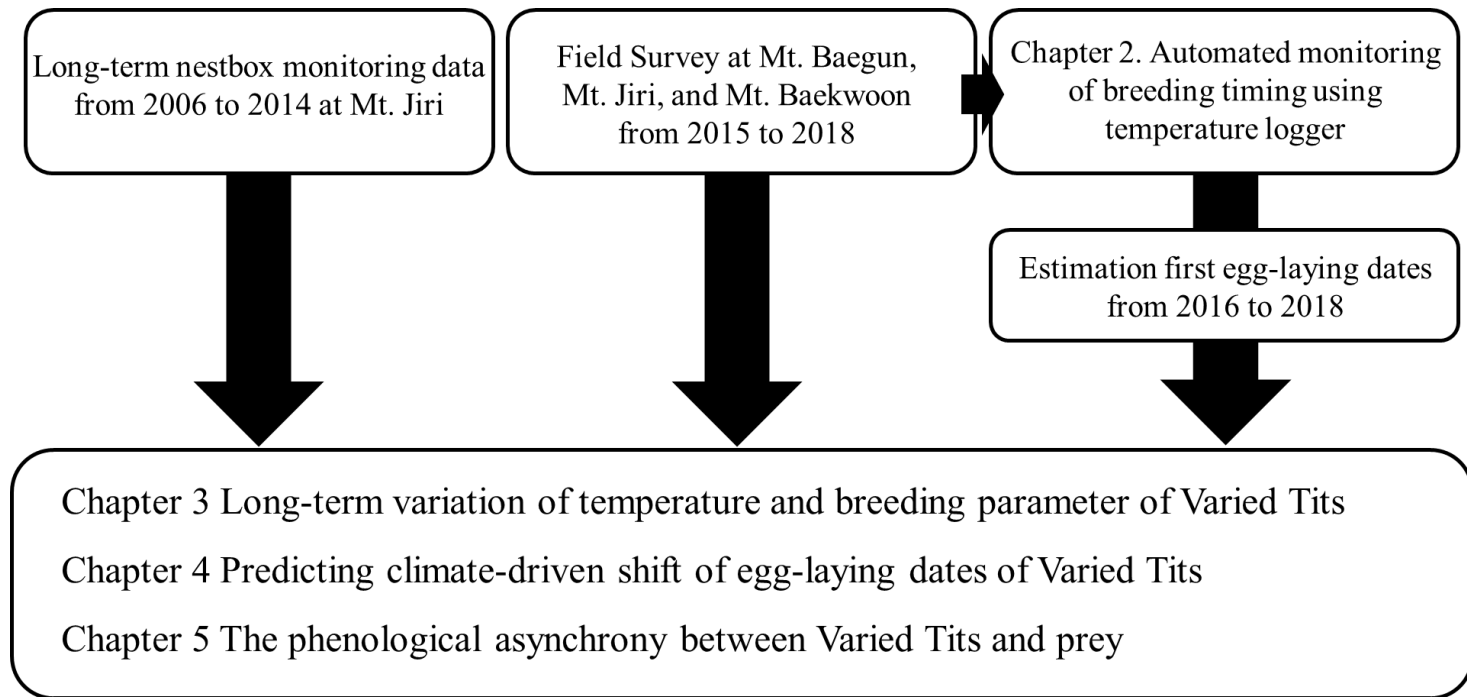 Long-term nestbox monitoring data
from 2006 to 2014 at Mt. Jiri
Field Survey at Mt. Baegun,
Mt. Jiri, and Mt. Baekwoon
from 2015 to 2018
Chapter 2. Automated monitoring
of breeding timing using
temperature logger
Estimation first egg-laying dates
from 2016 to 2018
Chapter 3 Long-term variation of temperature and breeding parameter of Varied Tits
Chapter 4 Predicting climate-driven shift of egg-laying dates of Varied Tits
Chapter 5 The phenological asynchrony between Varied Tits and prey